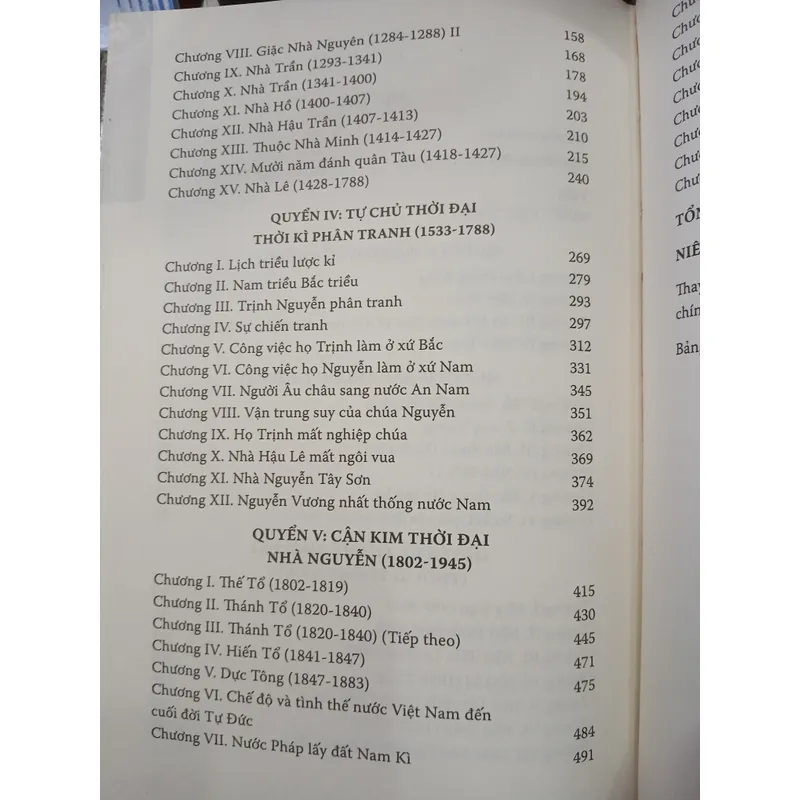 Chương VIII. Giặc Nhà Nguyên (1284-1288) II 158
Chương IX. Nhà Trần (1293-1341) 168
Chương X. Nhà Trần (1341-1400) 178
Chương XI. Nhà Hồ (1400-1407) 194
Chương XII. Nhà Hậu Trần (1407-1413) 203
Chương XIII. Thuộc Nhà Minh (1414-1427) 210
Chương XIV. Mười năm đánh quân Tàu (1418-1427) 215
Chương XV. Nhà Lê (1428-1788) 240
QUYỂN IV: TỰ CHỦ THỜI ĐẠI
THỜI KÌ PHÂN TRANH (1533-1788)
Chương I. Lịch triều lược kỉ 269
Chương II. Nam triều Bắc triều 279
Chương III. Trịnh Nguyễn phân tranh 293
Chương IV. Sự chiến tranh 297
Chương V. Công việc họ Trịnh làm ở xứ Bắc 312
Chương VI. Công việc họ Nguyễn làm ở xứ Nam 331
Chương VII. Người Âu châu sang nước An Nam 345
Chương VIII. Vận trung suy của chúa Nguyễn 351
Chương IX. Họ Trịnh mất nghiệp chúa 362
Chương X. Nhà Hậu Lê mất ngôi vua 369
Chương XI. Nhà Nguyễn Tây Sơn 374
Chương XII. Nguyễn Vương nhất thống nước Nam 392
QUYỂN V: CẬN KIM THỜI ĐẠI
NHÀ NGUYỄN (1802-1945)
Chương I. Thế Tổ (1802-1819) 415
Chương II. Thánh Tổ (1820-1840) 430
Chương III. Thánh Tổ (1820-1840) (Tiếp theo) 445
Chương IV. Hiến Tổ (1841-1847) 471
Chương V. Dực Tông (1847-1883) 475
Chương VI. Chế độ và tình thế nước Việt Nam đến
cuối đời Tự Đức 484
Chương VII. Nước Pháp lấy đất Nam Kì 491
Chươ
Chươ
Chươ
Chươ
Chươ
Chươ
Chươ
Chươ
Chươ
TỔN
NIÊ
Thay
chín
Bảng